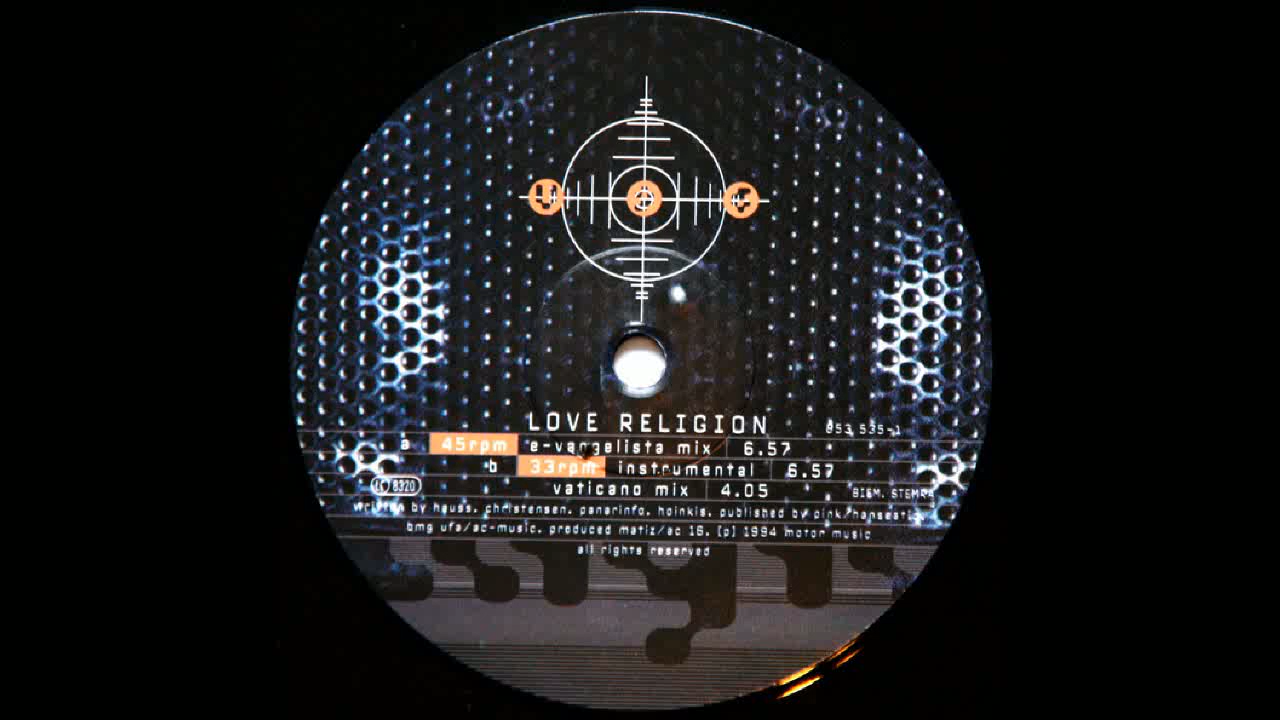 U 96
LOVE RELIGION 853 535-1
a 45rpm e-vangelista mix 6.57
b 33rpm instrumental 6.57
LC 8320 vaticano mix 4.05 BIEM. STEMRA
written by hauss. christensen. panarinfo. hoinkis. published by pink/hanseatic
bmg ufa/ac-music. produced matiz/ac 16. [p] 1994 motor music
all rights reserved